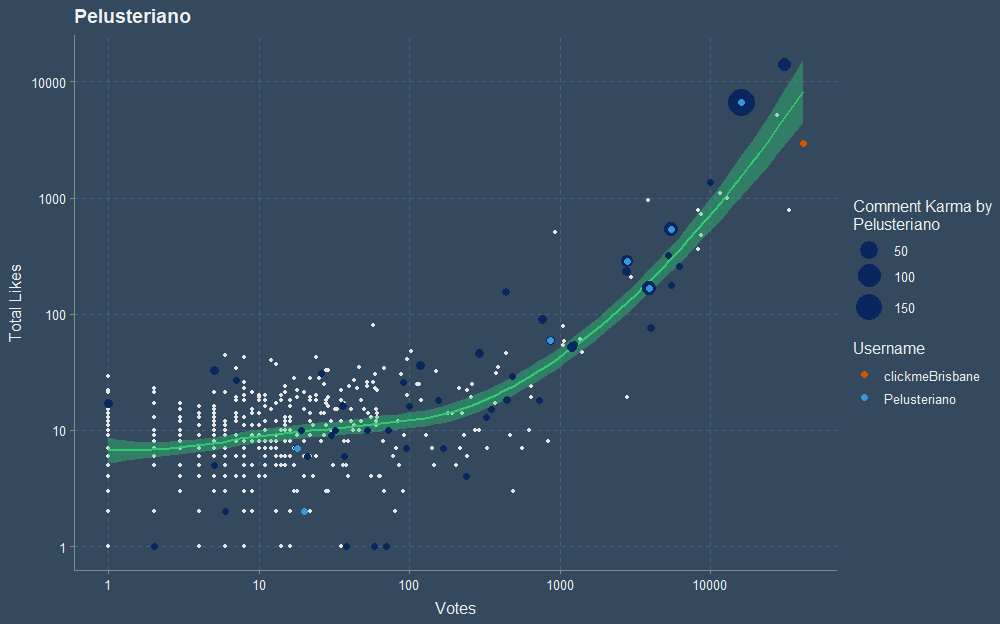 Pelusteriano
10000
1000
100
10
1
Total Likes
1
10
100
1000
10000
Votes
Comment Karma by
Pelusteriano
50
100
150
Username
clickmeBrisbane
Pelusteriano